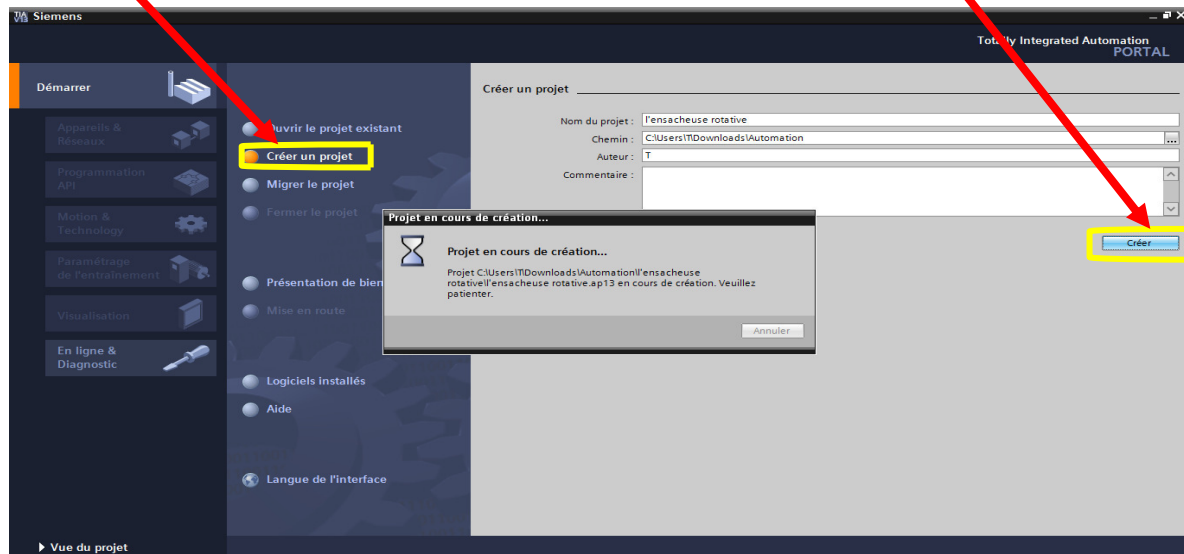 Siemens
Totally Integrated Automation
PORTAL
Démarrer
Appareils &
Réseaux
Programmation
API
Motion &
Technology
Paramétrage
de l'entraînement
Visualisation
En ligne &
Diagnostic
Vue du projet
Ouvrir le projet existant
Créer un projet
Migrer le projet
Fermer le projet
Présentation de bien
Mise en route
Logiciels installés
Aide
Langue de l'interface
Créer un projet
Nom du projet : l'ensacheuse rotative
Chemin : C:\Users\T\Downloads\Automation
...
Auteur : T
Commentaire :
Créer
Projet en cours de création...
Projet en cours de création...
Projet C:\Users\T\Downloads\Automation\l'ensacheuse
rotative\l'ensacheuse rotative.ap13 en cours de création. Veuillez
patienter.
Annuler